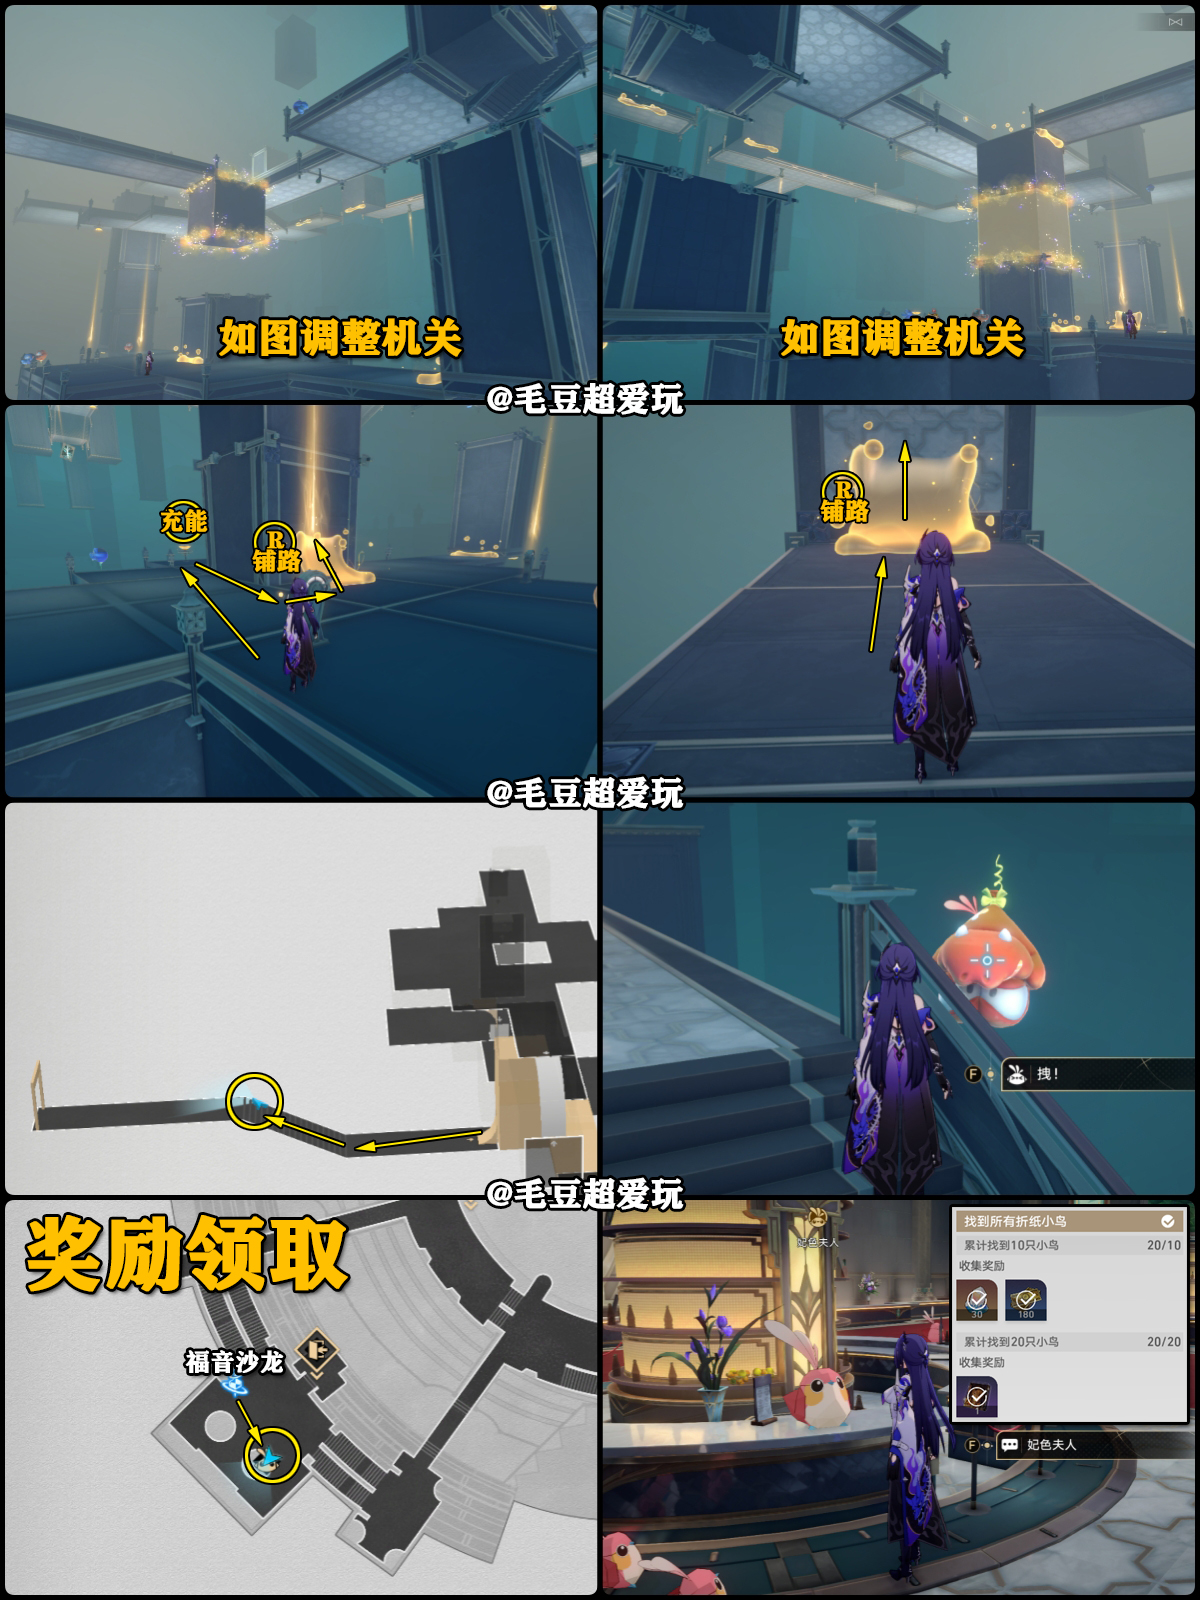 如图调整机关
如图调整机关
@毛豆超爱玩
充能
R
铺路
R
铺路
@毛豆超爱玩
F
拽！
@毛豆超爱玩
奖励领取
福音沙龙
妃色夫人
找到所有折纸小鸟
累计找到10只小鸟 20/10
收集奖励
30
180
累计找到20只小鸟 20/20
收集奖励
1
F
妃色夫人